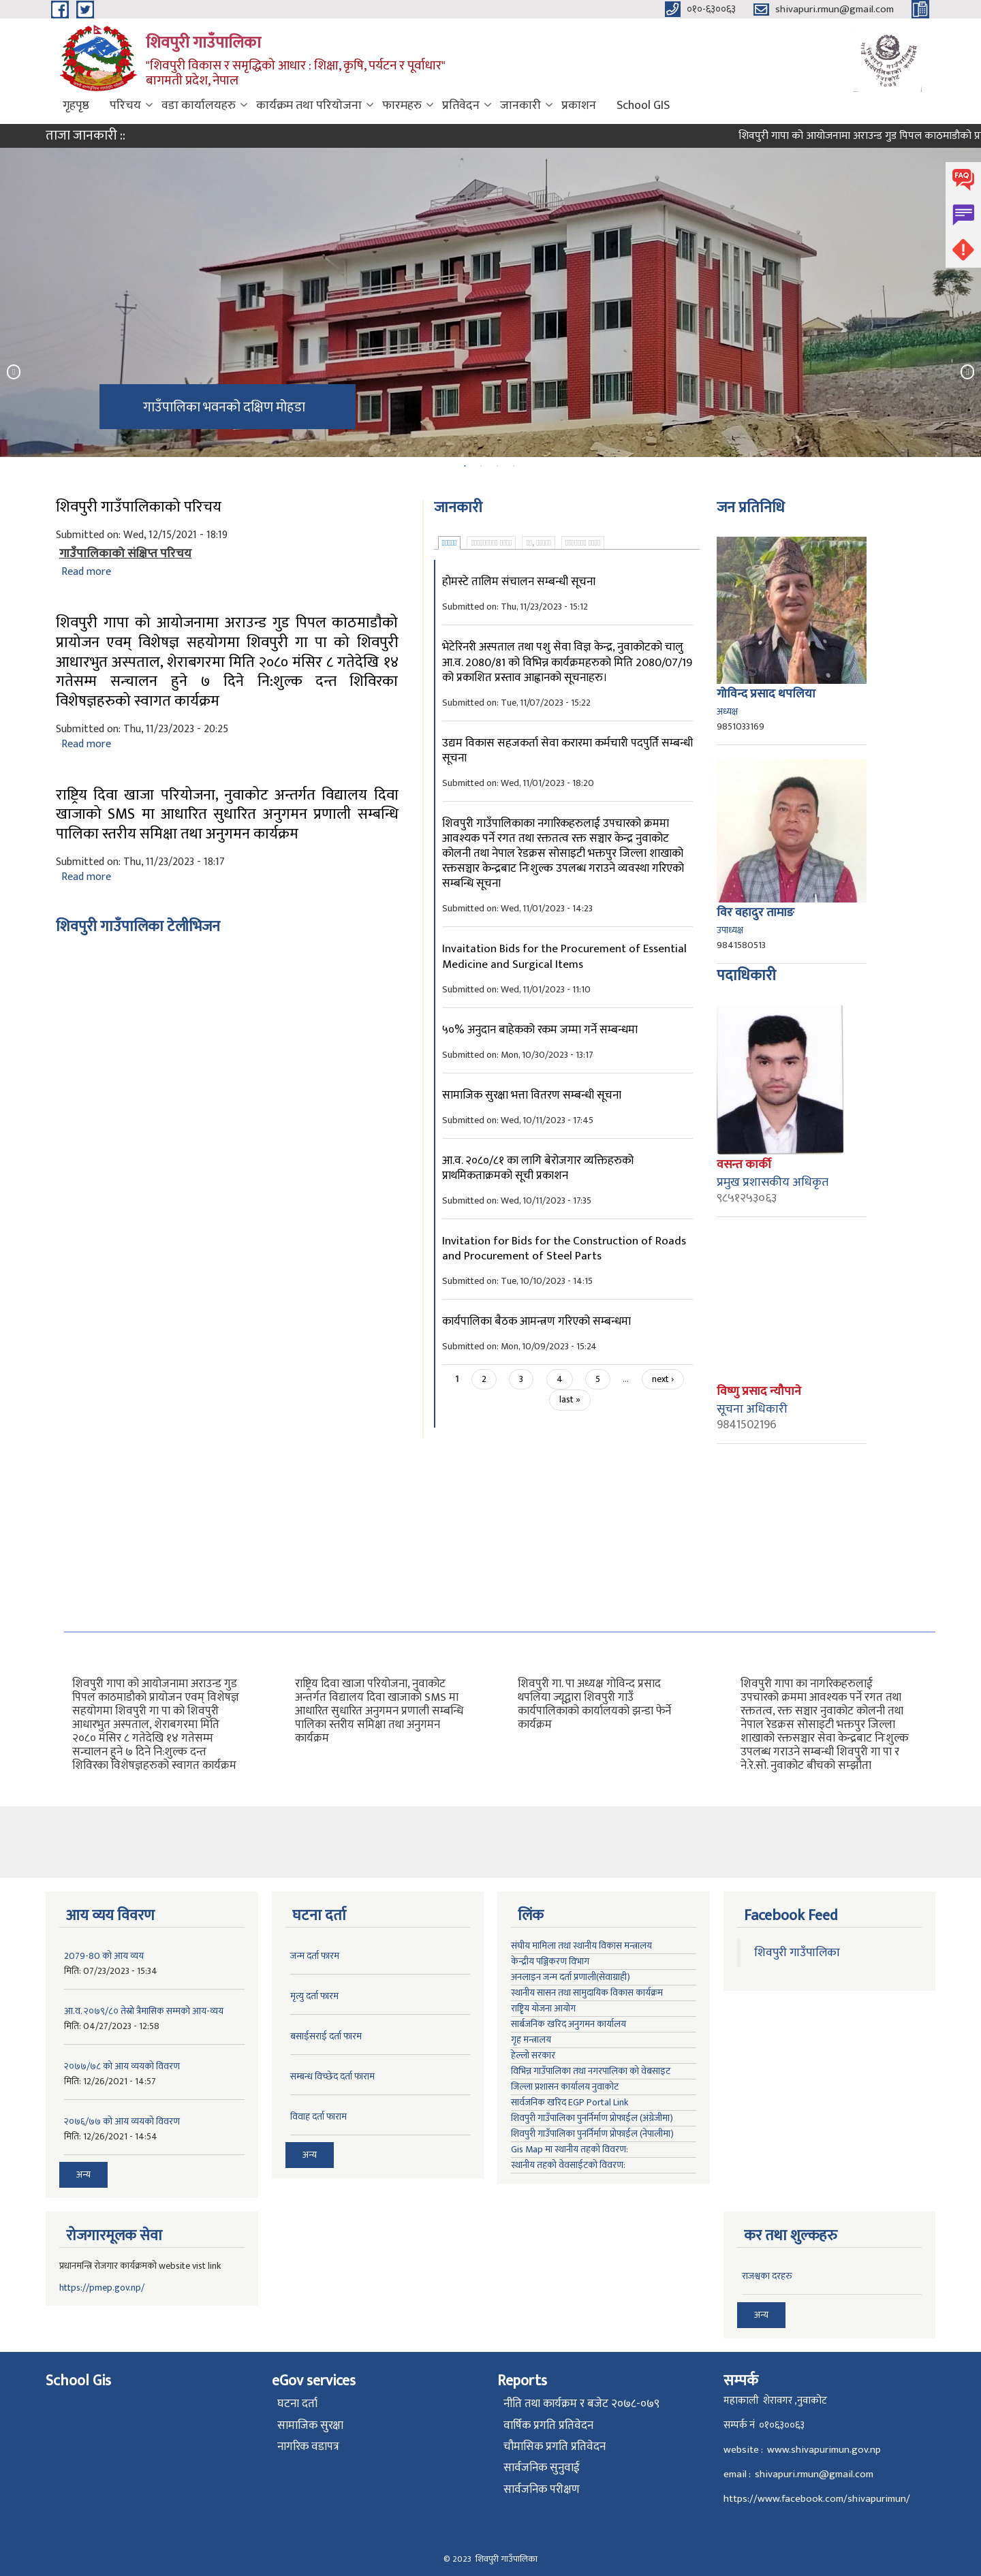 ०१०-६३००६३
shivapuri.rmun@gmail.com
शिवपुरी गाउँपालिका
"शिवपुरी विकास र समृद्धिको आधार : शिक्षा, कृषि, पर्यटन र पूर्वाधार"
बागमती प्रदेश, नेपाल
गृहपृष्ठ परिचय वडा कार्यालयहरु कार्यक्रम तथा परियोजना फारमहरु प्रतिवेदन जानकारी प्रकाशन School GIS
ताजा जानकारी ::
शिवपुरी गापा को आयोजनामा अराउन्ड गुड पिपल काठमाडौको
FAQ
गाउँपालिका भवनको दक्षिण मोहडा
शिवपुरी गाउँपालिकाको परिचय
Submitted on: Wed, 12/15/2021 - 18:19
गाउँपालिकाको संक्षिप्त परिचय
Read more
शिवपुरी गापा को आयोजनामा अराउन्ड गुड पिपल काठमाडौको
प्रायोजन एवम् विशेषज्ञ सहयोगमा शिवपुरी गा पा को शिवपुरी
आधारभुत अस्पताल, शेराबगरमा मिति २०८० मंसिर ८ गतेदेखि १४
गतेसम्म सन्चालन हुने ७ दिने नि:शुल्क दन्त शिविरका
विशेषज्ञहरुको स्वागत कार्यक्रम
Submitted on: Thu, 11/23/2023 - 20:25
Read more
राष्ट्रिय दिवा खाजा परियोजना, नुवाकोट अन्तर्गत विद्यालय दिवा
खाजाको SMS मा आधारित सुधारित अनुगमन प्रणाली सम्बन्धि
पालिका स्तरीय समिक्षा तथा अनुगमन कार्यक्रम
Submitted on: Thu, 11/23/2023 - 18:17
Read more
शिवपुरी गाउँपालिका टेलीभिजन
जानकारी
होमस्टे तालिम संचालन सम्बन्धी सूचना
Submitted on: Thu, 11/23/2023 - 15:12
भेटेरिनरी अस्पताल तथा पशु सेवा विज्ञ केन्द्र, नुवाकोटको चालु
आ.व. 2080/81 को विभिन्न कार्यक्रमहरुको मिति 2080/07/19
को प्रकाशित प्रस्ताव आह्वानको सूचनाहरु।
Submitted on: Tue, 11/07/2023 - 15:22
उद्यम विकास सहजकर्ता सेवा करारमा कर्मचारी पदपुर्ति सम्बन्धी
सूचना
Submitted on: Wed, 11/01/2023 - 18:20
शिवपुरी गाउँपालिकाका नगारिकहरुलाई उपचारको क्रममा
आवश्यक पर्ने रगत तथा रक्ततत्व रक्त सञ्चार केन्द्र नुवाकोट
कोलनी तथा नेपाल रेडक्रस सोसाइटी भक्तपुर जिल्ला शाखाको
रक्तसञ्चार केन्द्रबाट निःशुल्क उपलब्ध गराउने व्यवस्था गरिएको
सम्बन्धि सूचना
Submitted on: Wed, 11/01/2023 - 14:23
Invaitation Bids for the Procurement of Essential
Medicine and Surgical Items
Submitted on: Wed, 11/01/2023 - 11:10
५०% अनुदान बाहेकको रकम जम्मा गर्ने सम्बन्धमा
Submitted on: Mon, 10/30/2023 - 13:17
सामाजिक सुरक्षा भत्ता वितरण सम्बन्धी सूचना
Submitted on: Wed, 10/11/2023 - 17:45
आ.व. २०८०/८१ का लागि बेरोजगार व्यक्तिहरुको
प्राथमिकताक्रमको सूची प्रकाशन
Submitted on: Wed, 10/11/2023 - 17:35
Invitation for Bids for the Construction of Roads
and Procurement of Steel Parts
Submitted on: Tue, 10/10/2023 - 14:15
कार्यपालिका बैठक आमन्त्रण गरिएको सम्बन्धमा
Submitted on: Mon, 10/09/2023 - 15:24
1 2 3 4 5 … next ›
last »
जन प्रतिनिधि
गोविन्द प्रसाद थपलिया
अध्यक्ष
9851033169
विर वहादुर तामाङ
उपाध्यक्ष
9841580513
पदाधिकारी
वसन्त कार्की
प्रमुख प्रशासकीय अधिकृत
९८५१२५३०६३
विष्णु प्रसाद न्यौपाने
सूचना अधिकारी
9841502196
शिवपुरी गापा को आयोजनामा अराउन्ड गुड
पिपल काठमाडौको प्रायोजन एवम् विशेषज्ञ
सहयोगमा शिवपुरी गा पा को शिवपुरी
आधारभुत अस्पताल, शेराबगरमा मिति
२०८० मंसिर ८ गतेदेखि १४ गतेसम्म
सन्चालन हुने ७ दिने नि:शुल्क दन्त
शिविरका विशेषज्ञहरुको स्वागत कार्यक्रम
राष्ट्रिय दिवा खाजा परियोजना, नुवाकोट
अन्तर्गत विद्यालय दिवा खाजाको SMS मा
आधारित सुधारित अनुगमन प्रणाली सम्बन्धि
पालिका स्तरीय समिक्षा तथा अनुगमन
कार्यक्रम
शिवपुरी गा. पा अध्यक्ष गोविन्द प्रसाद
थपलिया ज्यूद्वारा शिवपुरी गाउँ
कार्यपालिकाको कार्यालयको झन्डा फेर्ने
कार्यक्रम
शिवपुरी गापा का नागरिकहरुलाई
उपचारको क्रममा आवश्यक पर्ने रगत तथा
रक्ततत्व, रक्त सञ्चार नुवाकोट कोलनी तथा
नेपाल रेडक्रस सोसाइटी भक्तपुर जिल्ला
शाखाको रक्तसञ्चार सेवा केन्द्रबाट निःशुल्क
उपलब्ध गराउने सम्बन्धी शिवपुरी गा पा र
ने.रे.सो. नुवाकोट बीचको सम्झौता
आय व्यय विवरण
2079-80 को आय व्यय
मिति: 07/23/2023 - 15:34
आ.व. २०७९/८० तेस्रो त्रैमासिक सम्मको आय-व्यय
मिति: 04/27/2023 - 12:58
२०७७/७८ को आय व्ययको विवरण
मिति: 12/26/2021 - 14:57
२०७६/७७ को आय व्ययको विवरण
मिति: 12/26/2021 - 14:54
अन्य
घटना दर्ता
जन्म दर्ता फारम
मृत्यु दर्ता फारम
बसाईसराई दर्ता फारम
सम्बन्ध विच्छेद दर्ता फाराम
विवाह दर्ता फाराम
अन्य
लिंक
संघीय मामिला तथा स्थानीय विकास मन्त्रालय
केन्द्रीय पञ्जिकरण विभाग
अनलाइन जन्म दर्ता प्रणाली(सेवाग्राही)
स्थानीय सासन तथा सामुदायिक विकास कार्यक्रम
राष्ट्रिय योजना आयोग
सार्बजनिक खरिद अनुगमन कार्यालय
गृह मन्त्रालय
हेल्लो सरकार
विभिन्न गाउँपालिका तथा नगरपालिका को वेबसाइट
जिल्ला प्रशासन कार्यालय नुवाकोट
सार्वजनिक खरिद EGP Portal Link
शिवपुरी गाउँपालिका पुनर्निर्माण प्रोफाईल (अंग्रेजीमा)
शिवपुरी गाउँपालिका पुनर्निर्माण प्रोफाईल (नेपालीमा)
Gis Map मा स्थानीय तहको विवरण:
स्थानीय तहको वेवसाईटको विवरण:
Facebook Feed
शिवपुरी गाउँपालिका
रोजगारमूलक सेवा
प्रधानमन्त्रि रोजगार कार्यक्रमको website vist link
https://pmep.gov.np/
कर तथा शुल्कहरु
राजश्वका दरहरु
अन्य
School Gis
eGov services
घटना दर्ता
सामाजिक सुरक्षा
नागरिक वडापत्र
Reports
नीति तथा कार्यक्रम र बजेट २०७८-०७९
वार्षिक प्रगति प्रतिवेदन
चौमासिक प्रगति प्रतिवेदन
सार्वजनिक सुनुवाई
सार्वजनिक परीक्षण
सम्पर्क
महाकाली शेरावगर ,नुवाकोट
सम्पर्क नं ०१०६३००६३
website : www.shivapurimun.gov.np
email : shivapuri.rmun@gmail.com
https://www.facebook.com/shivapurimun/
© 2023 शिवपुरी गाउँपालिका